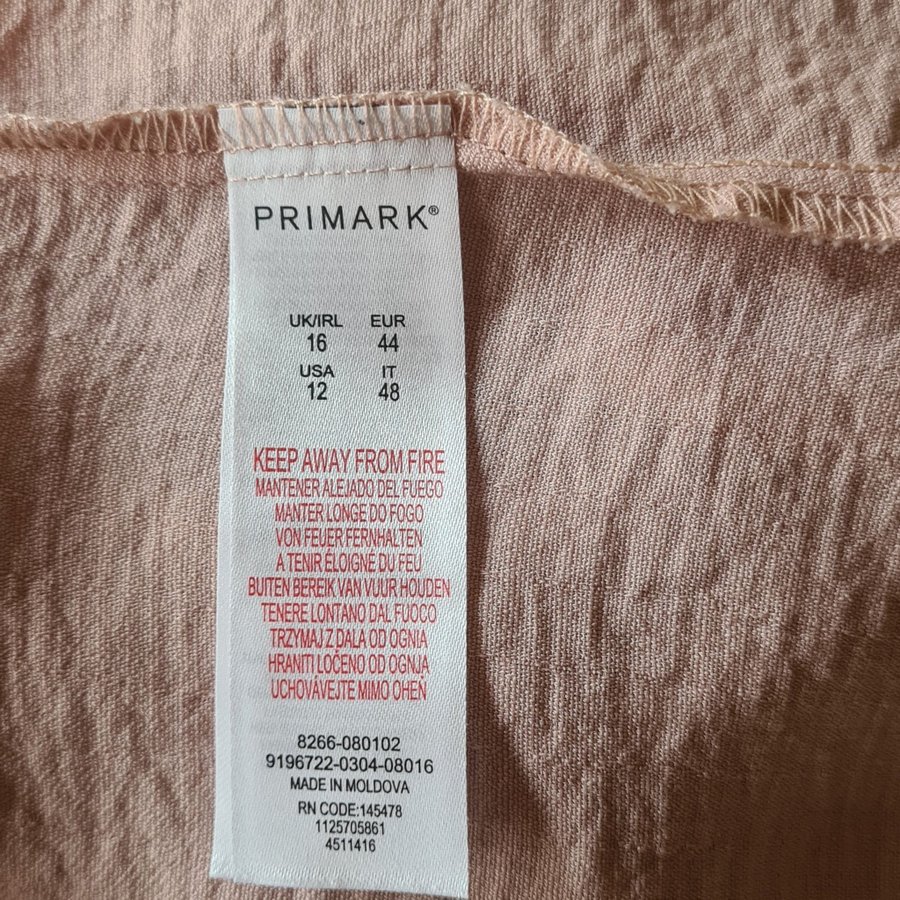 PRIMARK®
UK/IRL EUR
16 44
USA IT
12 48
KEEP AWAY FROM FIRE
MANTENER ALEJADO DEL FUEGO
MANTER LONGE DO FOGO
VON FEUER FERNHALTEN
A TENIR ÉLOIGNÉ DU FEU
BUITEN BEREIK VAN VUUR HOUDEN
TENERE LONTANO DAL FUOCO
TRZYMAJ Z DALA OD OGNIA
HRANITI LOČENO OD OGNJA
UCHOVÁVEJTE MIMO OHEŇ
8266-080102
9196722-0304-08016
MADE IN MOLDOVA
RN CODE:145478
1125705861
4511416